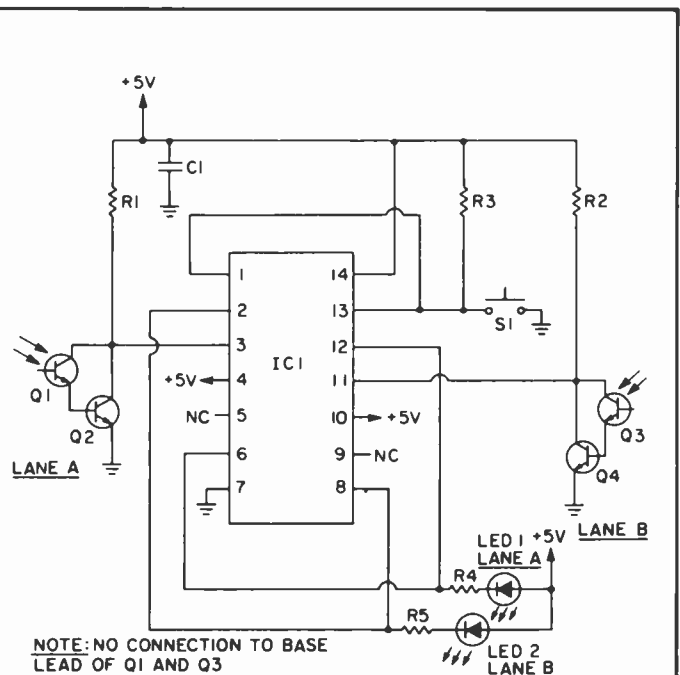 +5V
C1
R1
R3
R2
1
14
2
13
S1
3
12
IC1
4
11
+5V
5
10
+5V
NC
6
9
NC
7
8
Q1
Q2
LANE A
Q3
Q4
LANE B
LED 1
+5V
LANE A
R4
R5
LED 2
LANE B
NOTE: NO CONNECTION TO BASE
LEAD OF Q1 AND Q3